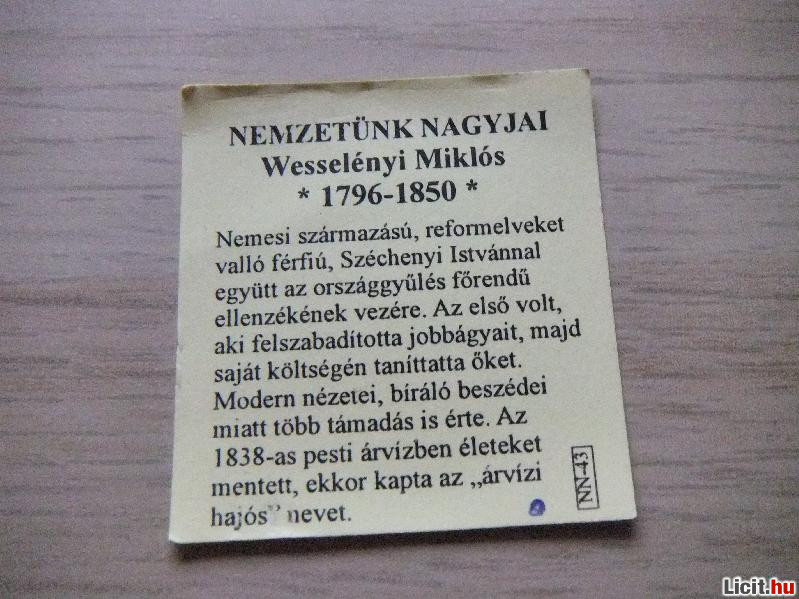 NEMZETÜNK NAGYJAI
Wesselényi Miklós
* 1796-1850 *
Nemesi származású, reformelveket
valló férfiú, Széchenyi Istvánnal
együtt az országgyűlés főrendű
ellenzékének vezére. Az első volt,
aki felszabadította jobbágyait, majd
saját költségén taníttatta őket.
Modern nézetei, bíráló beszédei
miatt több támadás is érte. Az
1838-as pesti árvízben életeket
mentett, ekkor kapta az „árvízi
hajós” nevet.
NN-43
Licit.hu